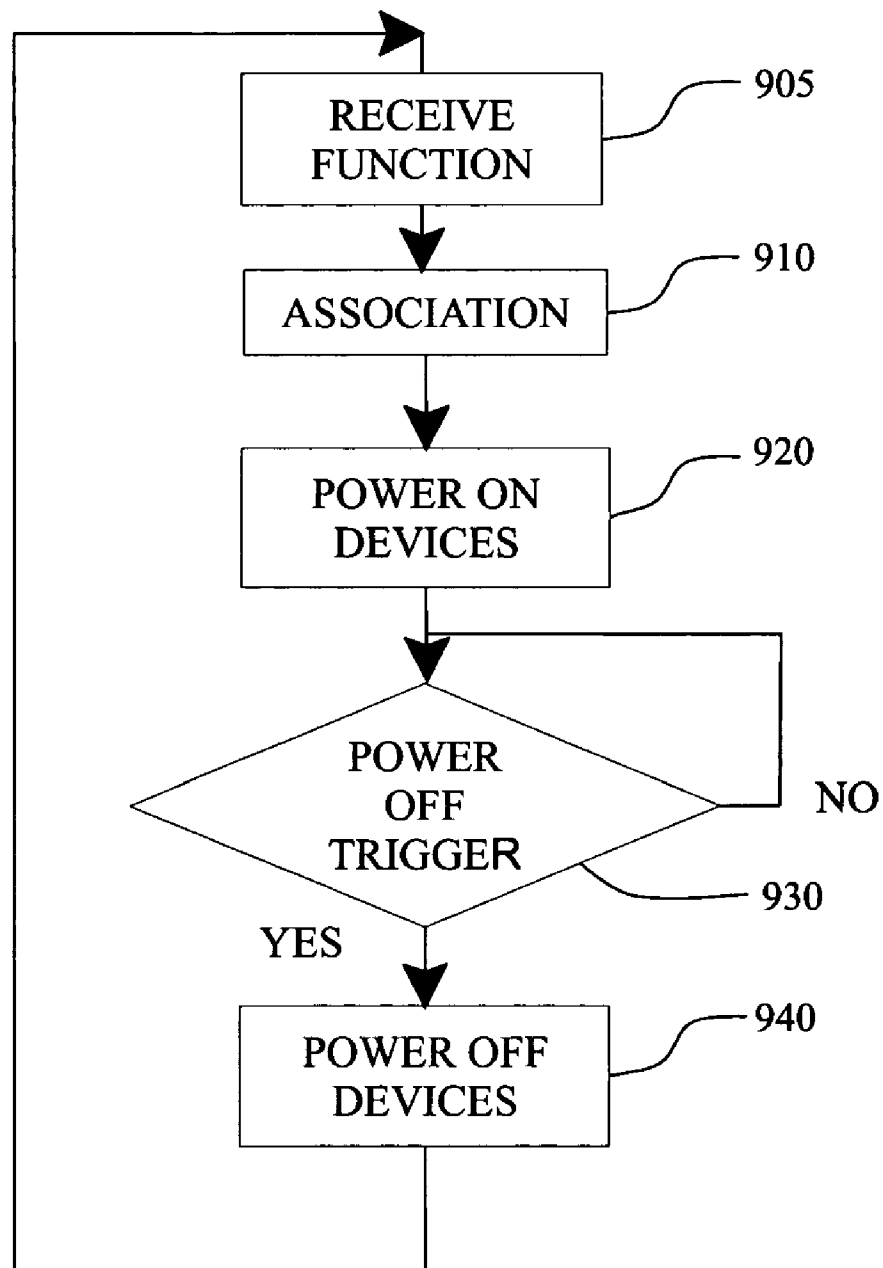 905
RECEIVE
FUNCTION
910
ASSOCIATION
920
POWER ON
DEVICES
POWER
OFF
TRIGGER
NO
930
YES
940
POWER OFF
DEVICES